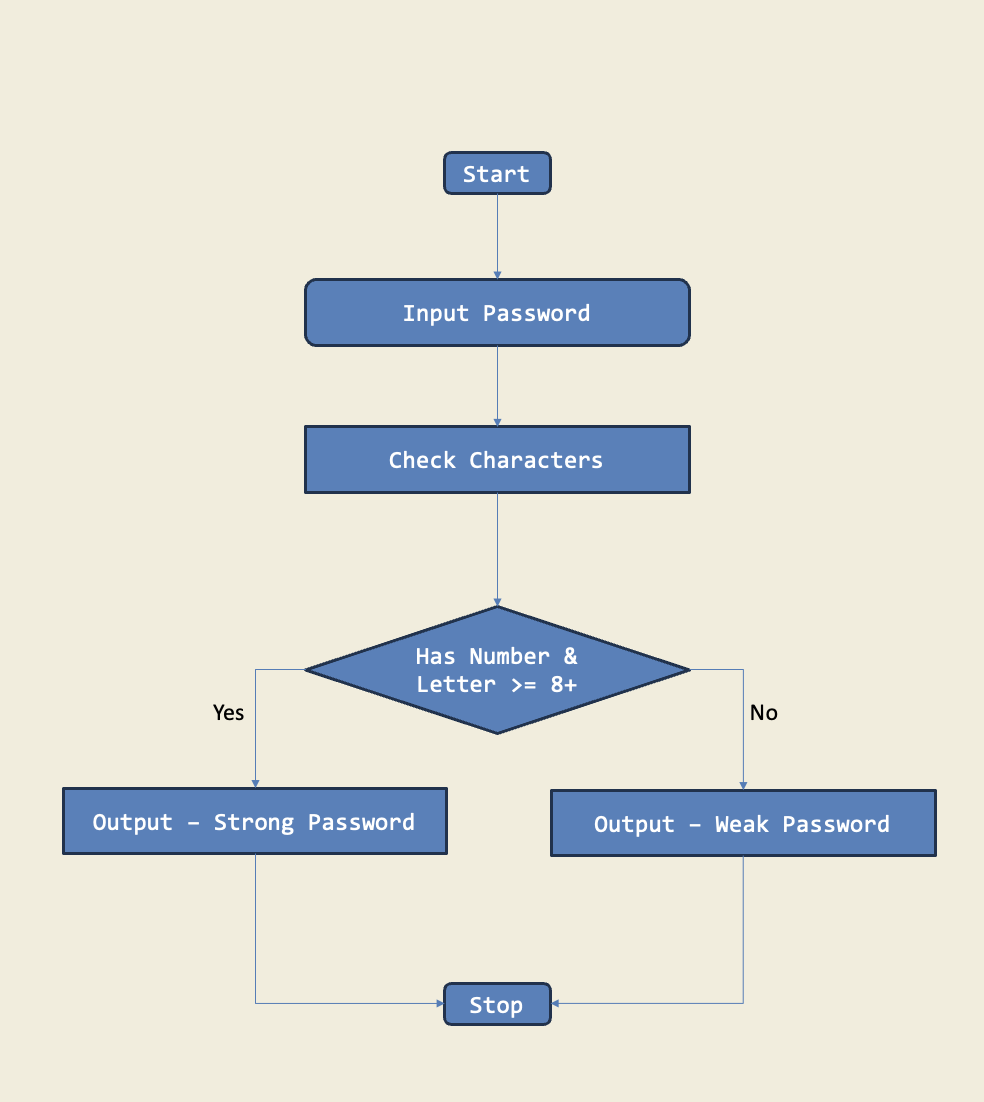 Start
Input Password
Check Characters
Has Number &
Letter >= 8+
Yes
No
Output – Strong Password
Output – Weak Password
Stop